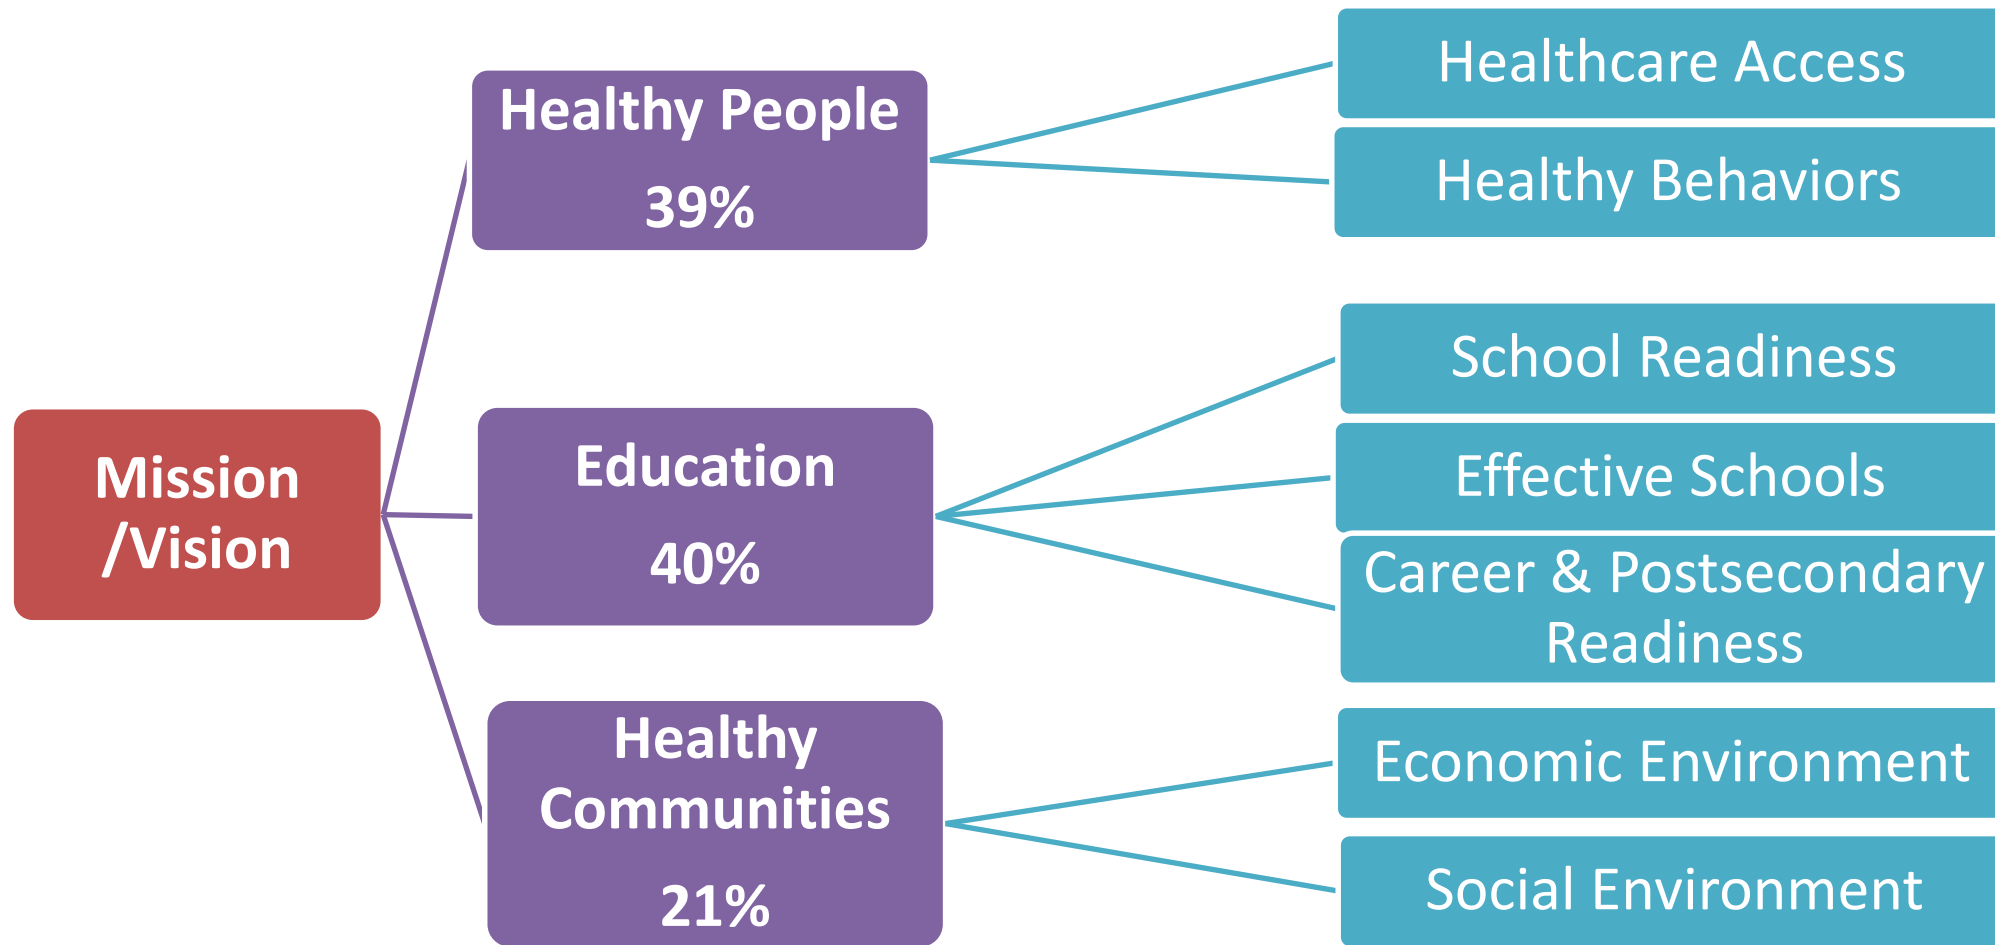 Mission
/Vision
Healthy People
39%
Healthcare Access
Healthy Behaviors
Education
40%
School Readiness
Effective Schools
Career & Postsecondary
Readiness
Healthy
Communities
21%
Economic Environment
Social Environment